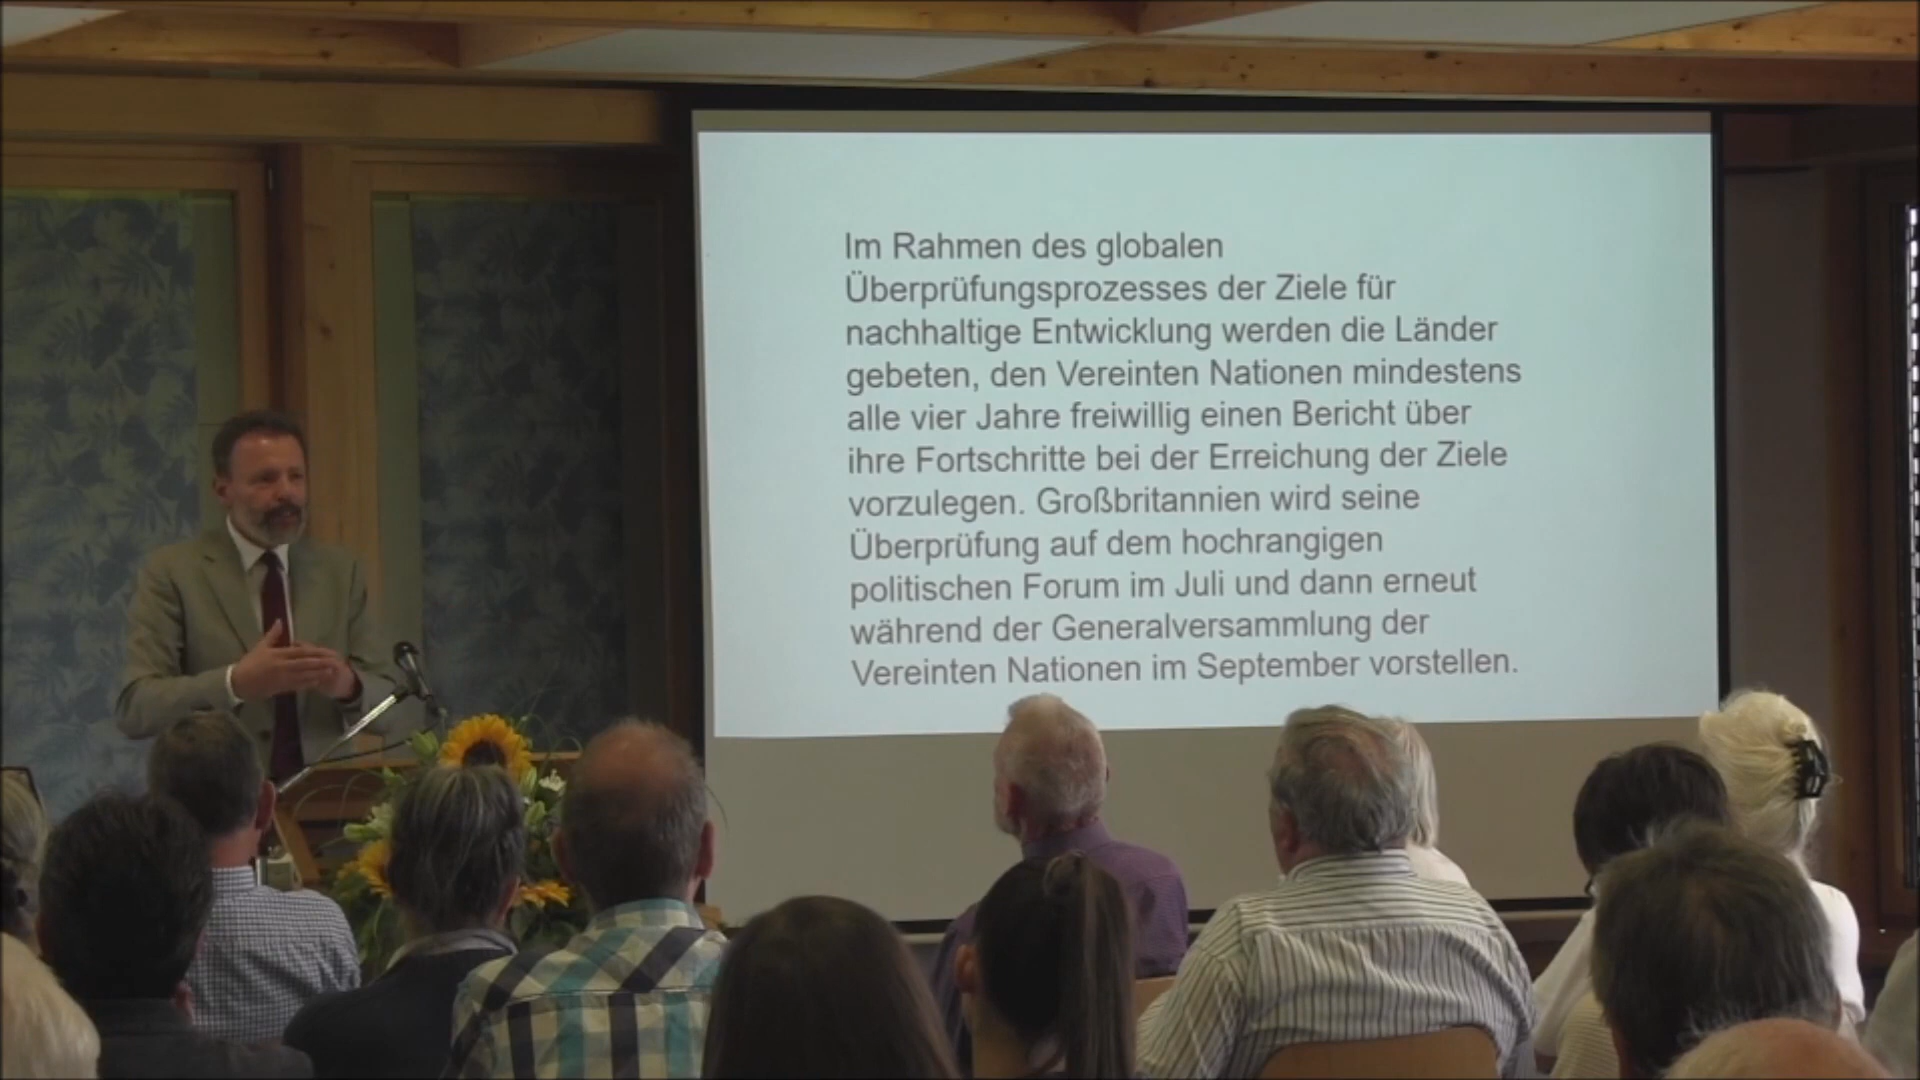 Im Rahmen des globalen
Überprüfungsprozesses der Ziele für
nachhaltige Entwicklung werden die Länder
gebeten, den Vereinten Nationen mindestens
alle vier Jahre freiwillig einen Bericht über
ihre Fortschritte bei der Erreichung der Ziele
vorzulegen. Großbritannien wird seine
Überprüfung auf dem hochrangigen
politischen Forum im Juli und dann erneut
während der Generalversammlung der
Vereinten Nationen im September vorstellen.